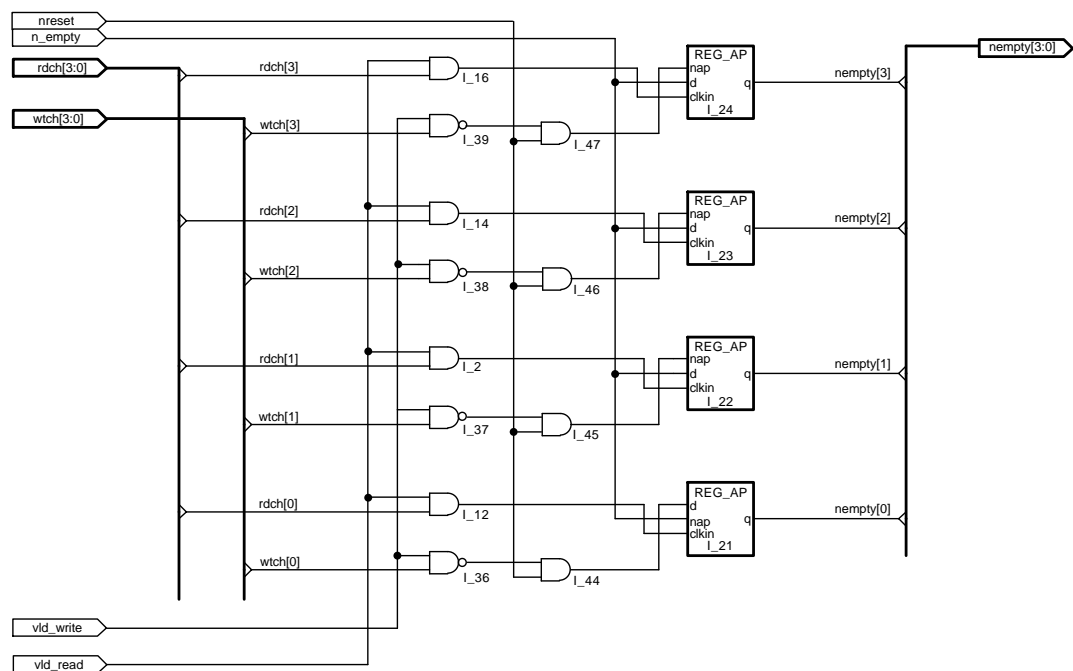 nreset
n_empty
rdch[3:0]
wtch[3:0]
nempty[3:0]
rdch[3]
I_16
REG_AP
nap
d
q
clkin
I_24
nempty[3]
wtch[3]
I_39
I_47
rdch[2]
I_14
REG_AP
nap
d
q
clkin
I_23
nempty[2]
wtch[2]
I_38
I_46
rdch[1]
I_2
REG_AP
nap
d
q
clkin
I_22
nempty[1]
wtch[1]
I_37
I_45
rdch[0]
I_12
REG_AP
d
nap
q
clkin
I_21
nempty[0]
wtch[0]
I_36
I_44
vld_write
vld_read